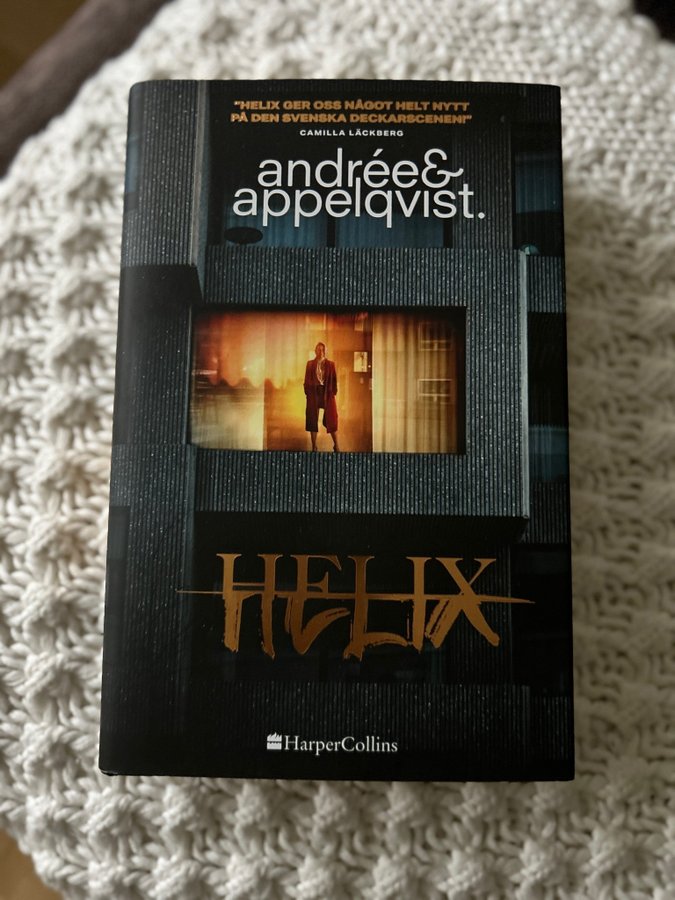 "HELIX GER OSS NÅGOT HELT NYTT
PÅ DEN SVENSKA DECKARSCENEN!"
CAMILLA LÄCKBERG
andrée&
appelqvist.
HELIX
HarperCollins